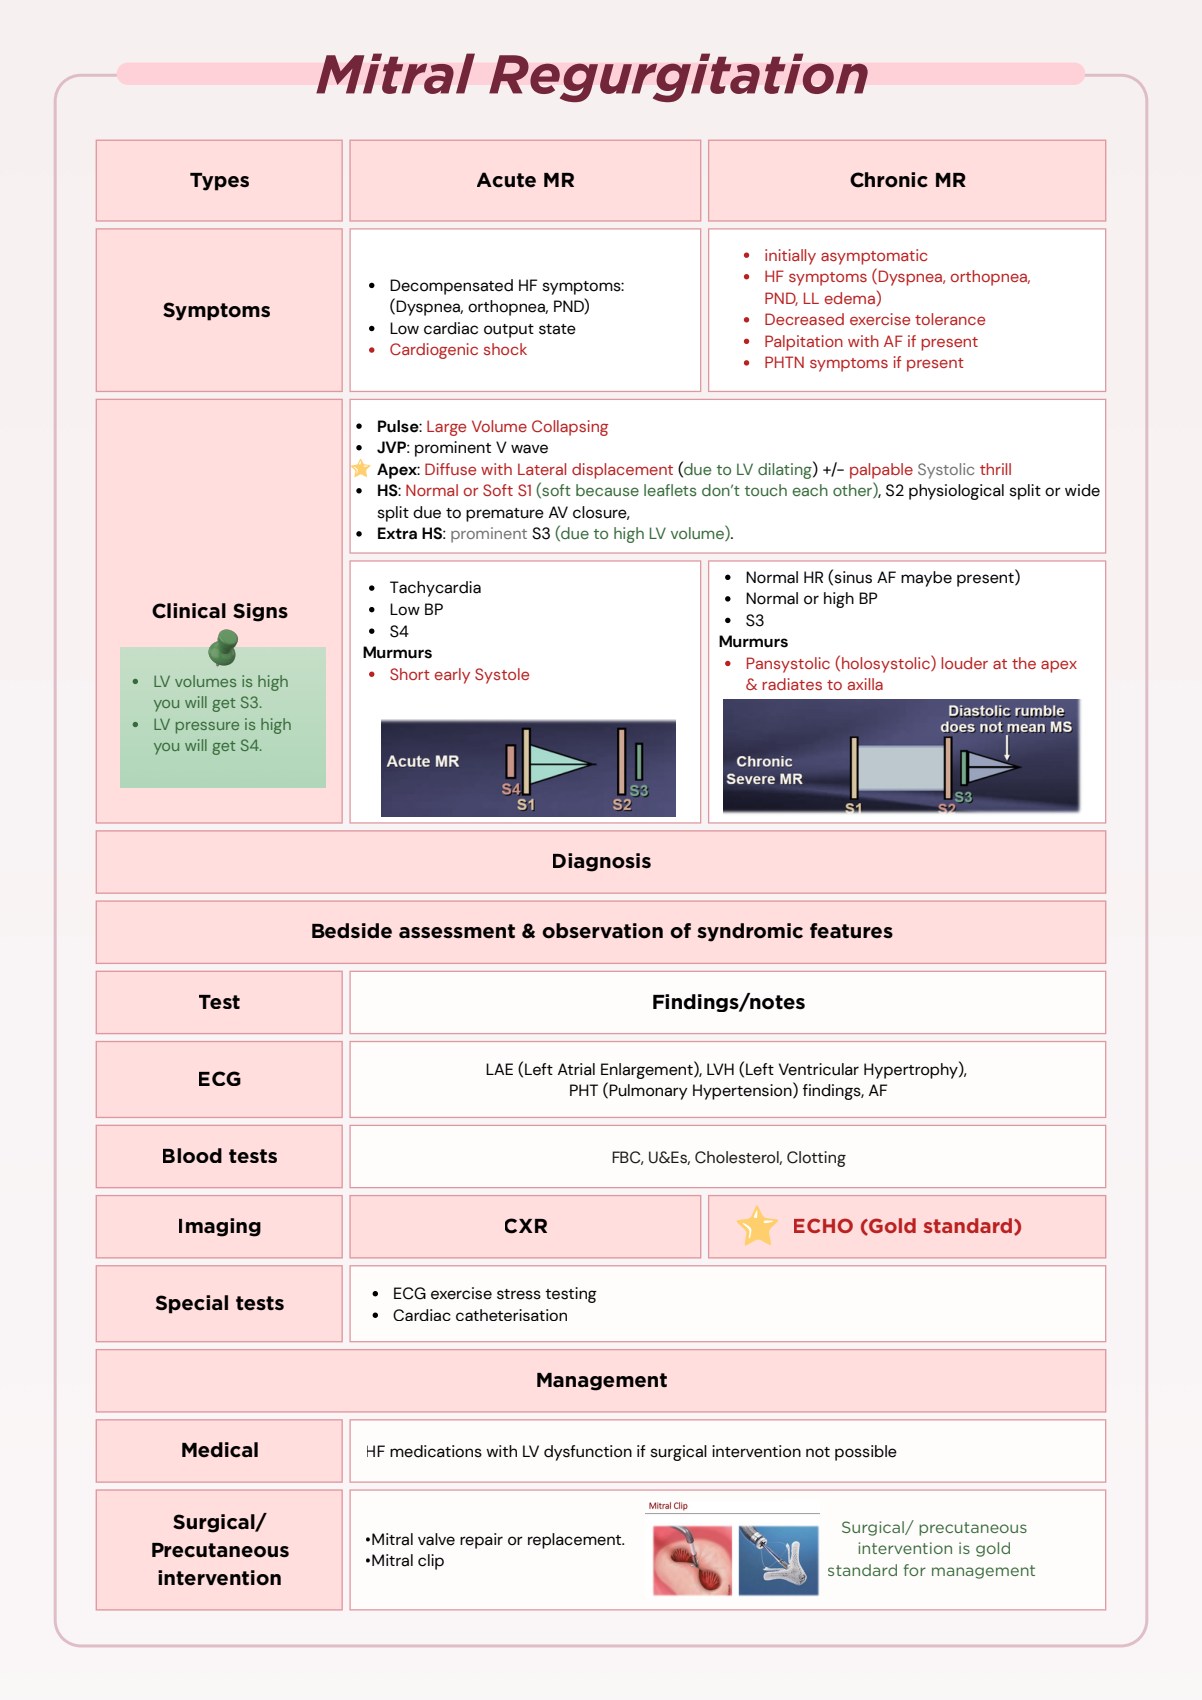 Mitral Regurgitation
Types
Acute MR
Chronic MR
Symptoms
• Decompensated HF symptoms:
(Dyspnea, orthopnea, PND)
• Low cardiac output state
• Cardiogenic shock
• initially asymptomatic
• HF symptoms (Dyspnea, orthopnea,
PND, LL edema)
• Decreased exercise tolerance
• Palpitation with AF if present
• PHTN symptoms if present
Clinical Signs
• LV volumes is high
you will get S3.
• LV pressure is high
you will get S4.
• Pulse: Large Volume Collapsing
• JVP: prominent V wave
Apex: Diffuse with Lateral displacement (due to LV dilating) +/- palpable Systolic thrill
• HS: Normal or Soft S1 (soft because leaflets don't touch each other), S2 physiological split or wide
split due to premature AV closure,
• Extra HS: prominent S3 (due to high LV volume).
• Tachycardia
• Low BP
• S4
Murmurs
• Short early Systole
Acute MR
S4
S1
S2
S3
• Normal HR (sinus AF maybe present)
• Normal or high BP
• S3
Murmurs
• Pansystolic (holosystolic) louder at the apex
& radiates to axilla
Diastolic rumble
does not mean MS
Chronic
Severe MR
S1
S2
S3
Diagnosis
Bedside assessment & observation of syndromic features
Test
Findings/notes
ECG
LAE (Left Atrial Enlargement), LVH (Left Ventricular Hypertrophy),
PHT (Pulmonary Hypertension) findings, AF
Blood tests
FBC, U&Es, Cholesterol, Clotting
Imaging
CXR
ECHO (Gold standard)
Special tests
• ECG exercise stress testing
• Cardiac catheterisation
Management
Medical
HF medications with LV dysfunction if surgical intervention not possible
Surgical/
Precutaneous
intervention
•Mitral valve repair or replacement.
•Mitral clip
Mitral Clip
Surgical/ precutaneous
intervention is gold
standard for management